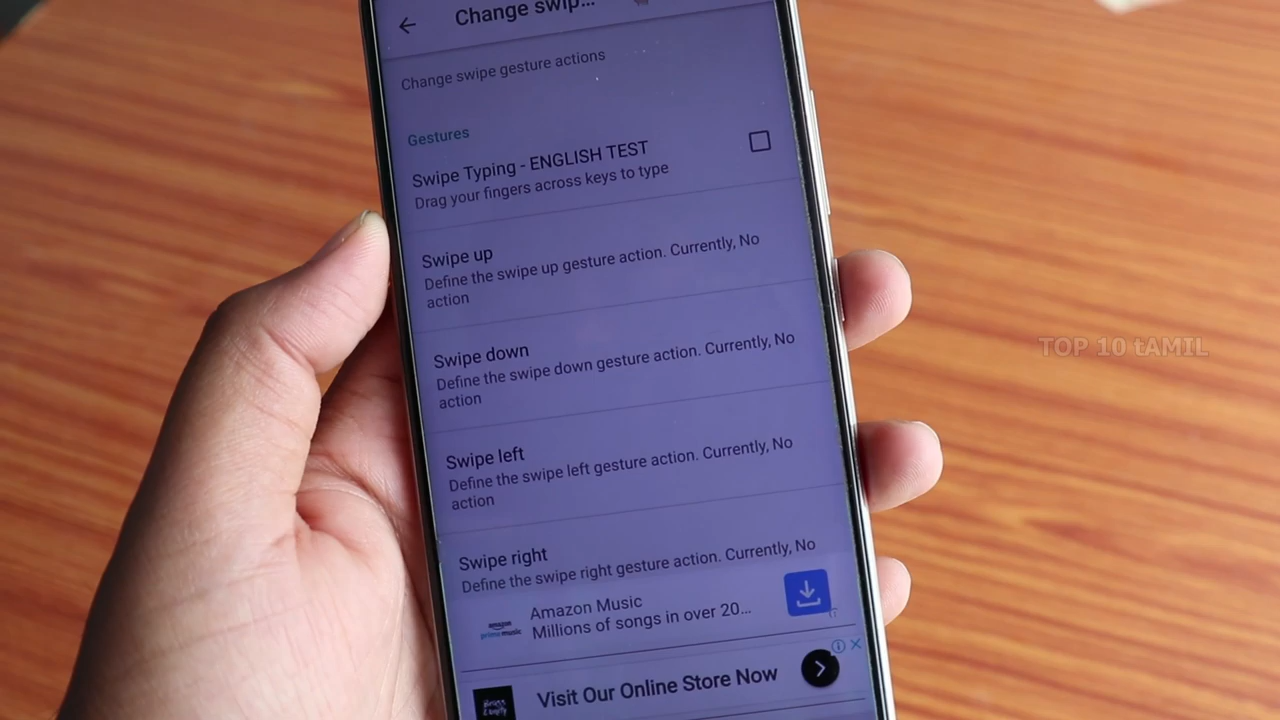 Change swip...
Change swipe gesture actions
Gestures
Swipe Typing - ENGLISH TEST
Drag your fingers across keys to type
Swipe up
Define the swipe up gesture action. Currently, No
action
Swipe down
Define the swipe down gesture action. Currently, No
action
Swipe left
Define the swipe left gesture action. Currently, No
action
Swipe right
Define the swipe right gesture action. Currently, No
Amazon Music
Millions of songs in over 20...
amazon
prime music
Visit Our Online Store Now
TOP 10 tAMIL